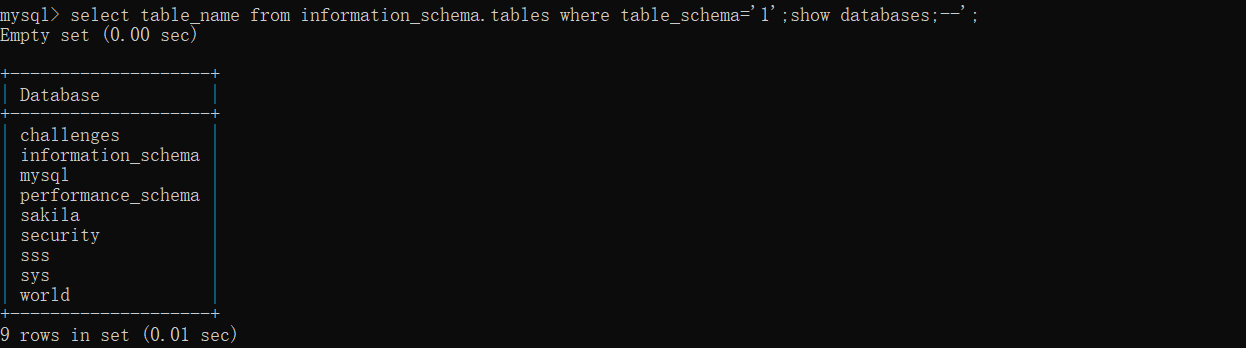 mysql> select table_name from information_schema.tables where table_schema='1';show databases;--';
Empty set (0.00 sec)
+--------------------+
| Database           |
+--------------------+
| challenges         |
| information_schema |
| mysql              |
| performance_schema |
| sakila             |
| security           |
| sss                |
| sys                |
| world              |
+--------------------+
9 rows in set (0.01 sec)